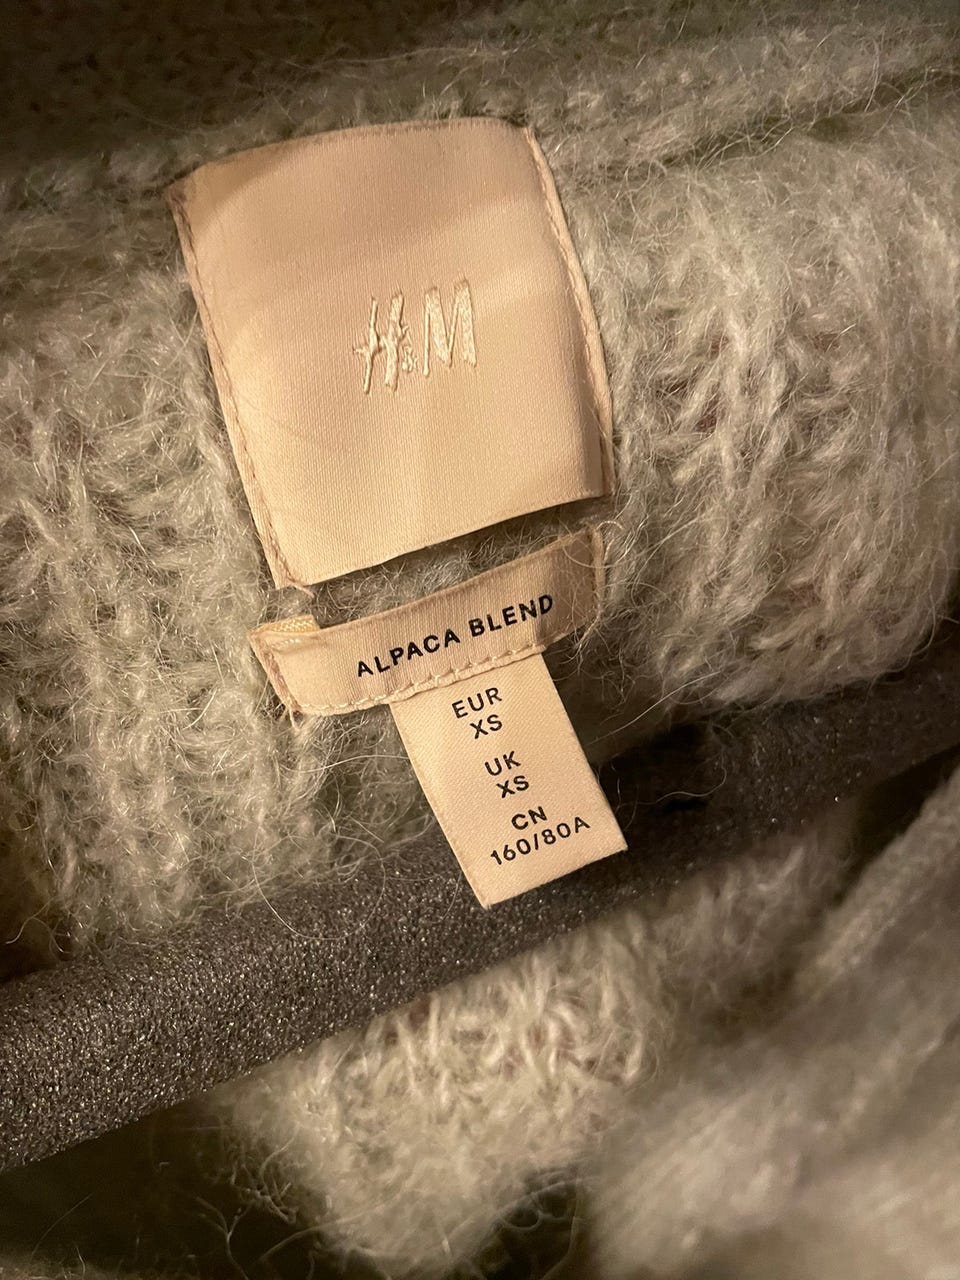 H&M
ALPACA BLEND
EUR
XS
UK
XS
CN
160/80A